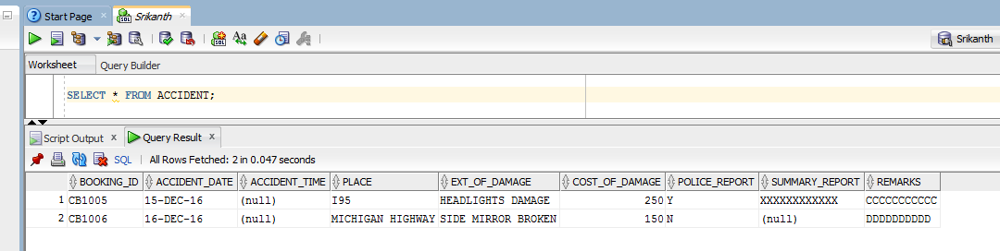 Start Page × Srikanth ×
Srikanth
Worksheet Query Builder
SELECT * FROM ACCIDENT;
Script Output x Query Result x
SQL | All Rows Fetched: 2 in 0.047 seconds
BOOKING_ID ACCIDENT_DATE ACCIDENT_TIME PLACE EXT_OF_DAMAGE COST_OF_DAMAGE POLICE_REPORT SUMMARY_REPORT REMARKS
1 CB1005 15-DEC-16 (null) I95 HEADLIGHTS DAMAGE 250 Y XXXXXXXXXXXX CCCCCCCCCCC
2 CB1006 16-DEC-16 (null) MICHIGAN HIGHWAY SIDE MIRROR BROKEN 150 N (null) DDDDDDDDDD